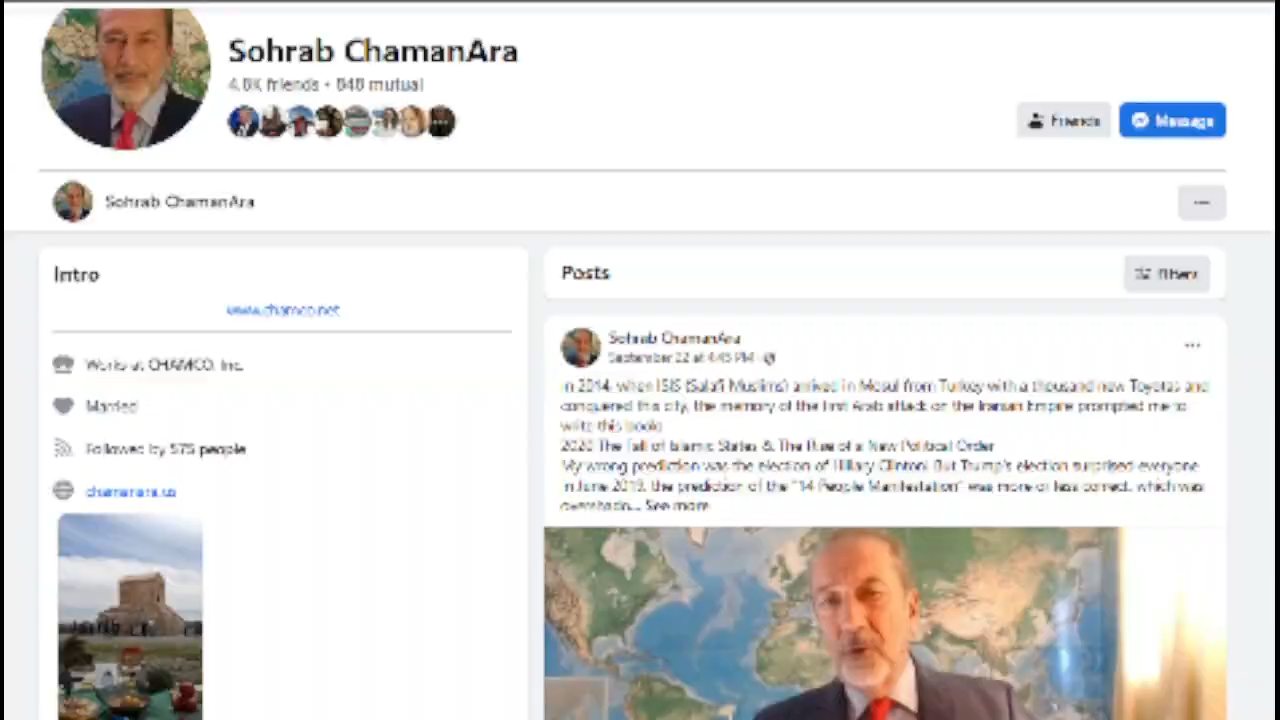 Sohrab ChamanAra
4.8K friends • 848 mutual
Friends
Message
Sohrab ChamanAra
Intro
www.chamco.net
Works at CHAMCO, Inc.
Married
Followed by 575 people
chamanara.us
Posts
Filters
Sohrab ChamanAra
September 22 at 4:45 PM
In 2014, when ISIS (Salafi Muslims) arrived in Mosul from Turkey with a thousand new Toyotas and
conquered this city, the memory of the first Arab attack on the Iranian Empire prompted me to
write this book:
2020 The Fall of Islamic States & The Rise of a New Political Order
My wrong prediction was the election of Hillary Clinton! But Trump's election surprised everyone
In June 2019, the prediction of the "14 People Manifestation" was more or less correct, which was
overshado... See more